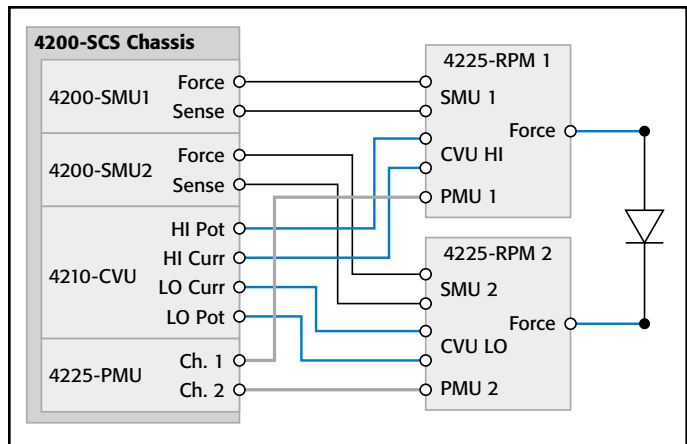 4200-SCS Chassis
4200-SMU1
Force
Sense
4200-SMU2
Force
Sense
4210-CVU
HI Pot
HI Curr
LO Curr
LO Pot
4225-PMU
Ch. 1
Ch. 2
4225-RPM 1
SMU 1
Force
CVU HI
PMU 1
4225-RPM 2
SMU 2
Force
CVU LO
PMU 2